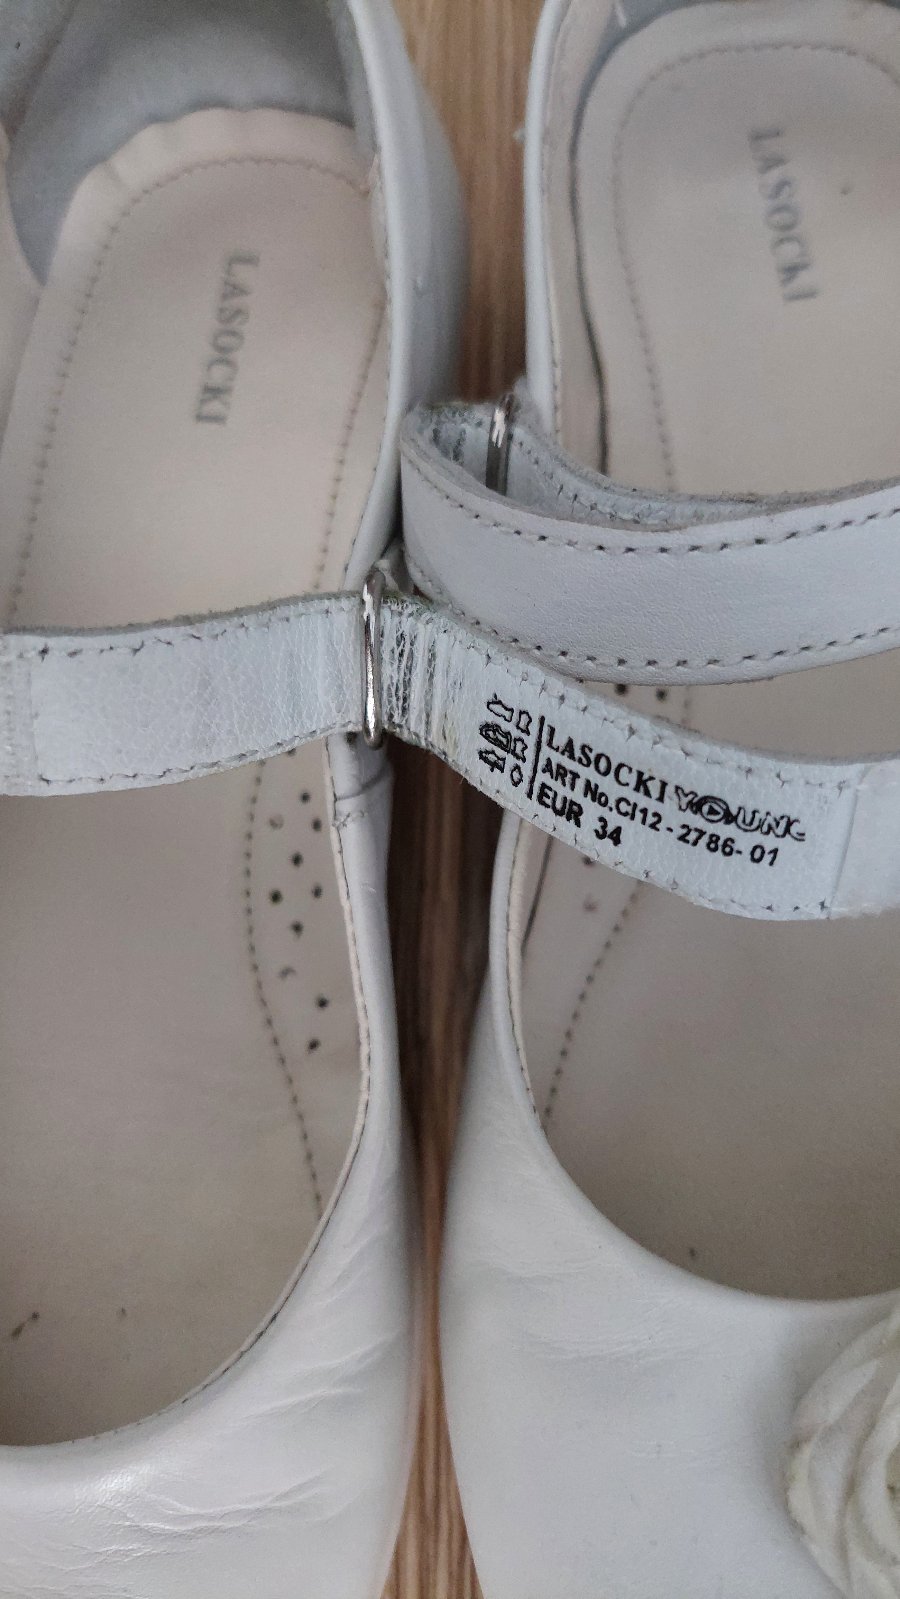 LASOCKI
LASOCKI
LASOCKI YOUNG
ART No.CI12-2786-01
EUR 34